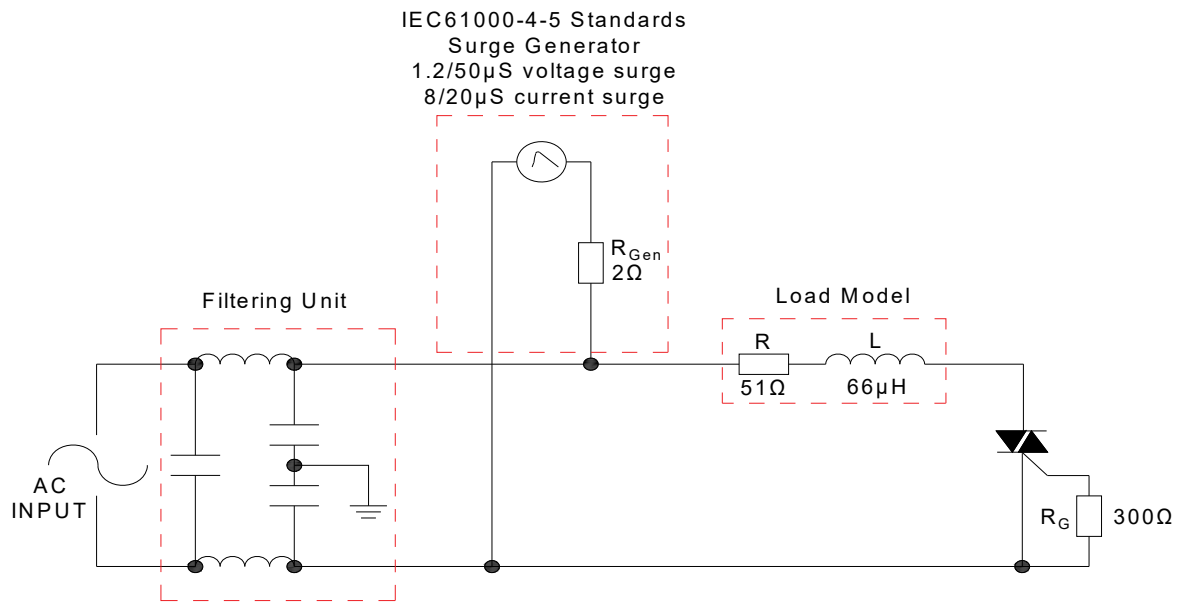 IEC61000-4-5 Standards
Surge Generator
1.2/50µS voltage surge
8/20µS current surge
RGen
2Ω
Filtering Unit
Load Model
R
L
51Ω
66µH
AC
INPUT
RG
300Ω